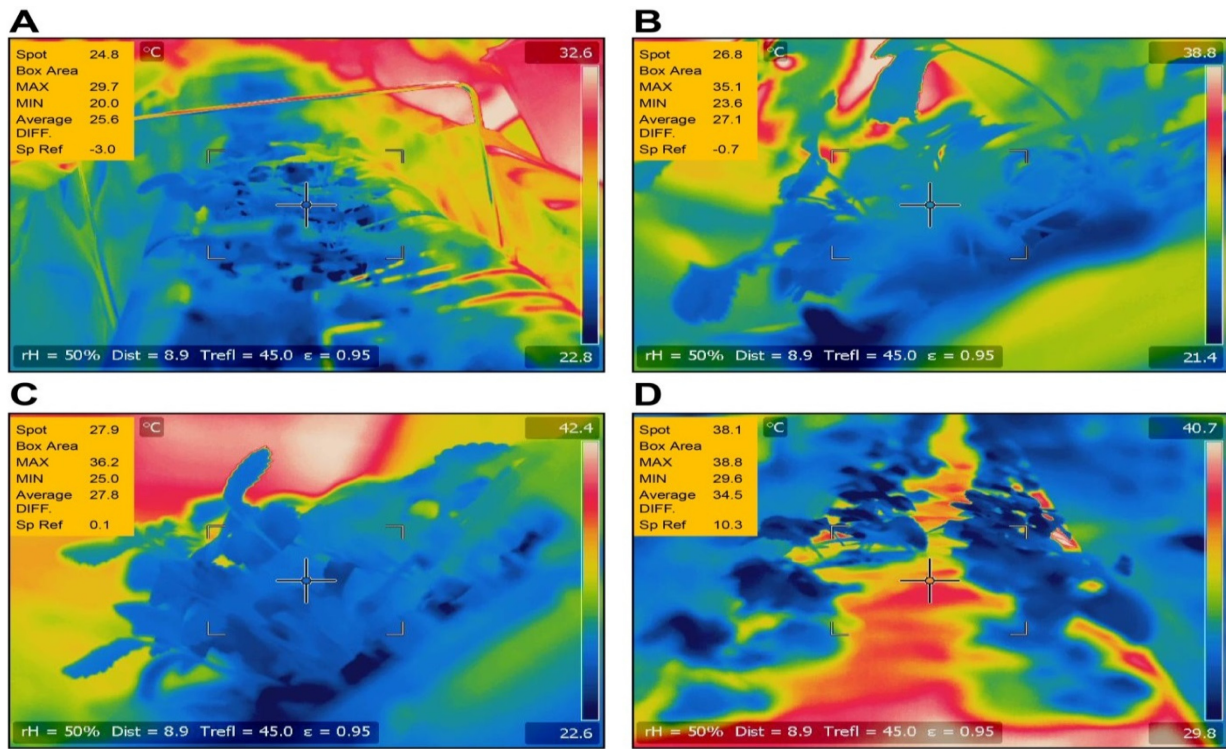 A
Spot 24.8
Box Area
MAX 29.7
MIN 20.0
Average 25.6
DIFF.
Sp Ref -3.0
°C
32.6
rH = 50% Dist = 8.9 Trefl = 45.0 ε = 0.95
22.8
B
Spot 26.8
Box Area
MAX 35.1
MIN 23.6
Average 27.1
DIFF.
Sp Ref -0.7
°C
38.8
rH = 50% Dist = 8.9 Trefl = 45.0 ε = 0.95
21.4
C
Spot 27.9
Box Area
MAX 36.2
MIN 25.0
Average 27.8
DIFF.
Sp Ref 0.1
°C
42.4
rH = 50% Dist = 8.9 Trefl = 45.0 ε = 0.95
22.6
D
Spot 38.1
Box Area
MAX 38.8
MIN 29.6
Average 34.5
DIFF.
Sp Ref 10.3
°C
40.7
rH = 50% Dist = 8.9 Trefl = 45.0 ε = 0.95
29.8